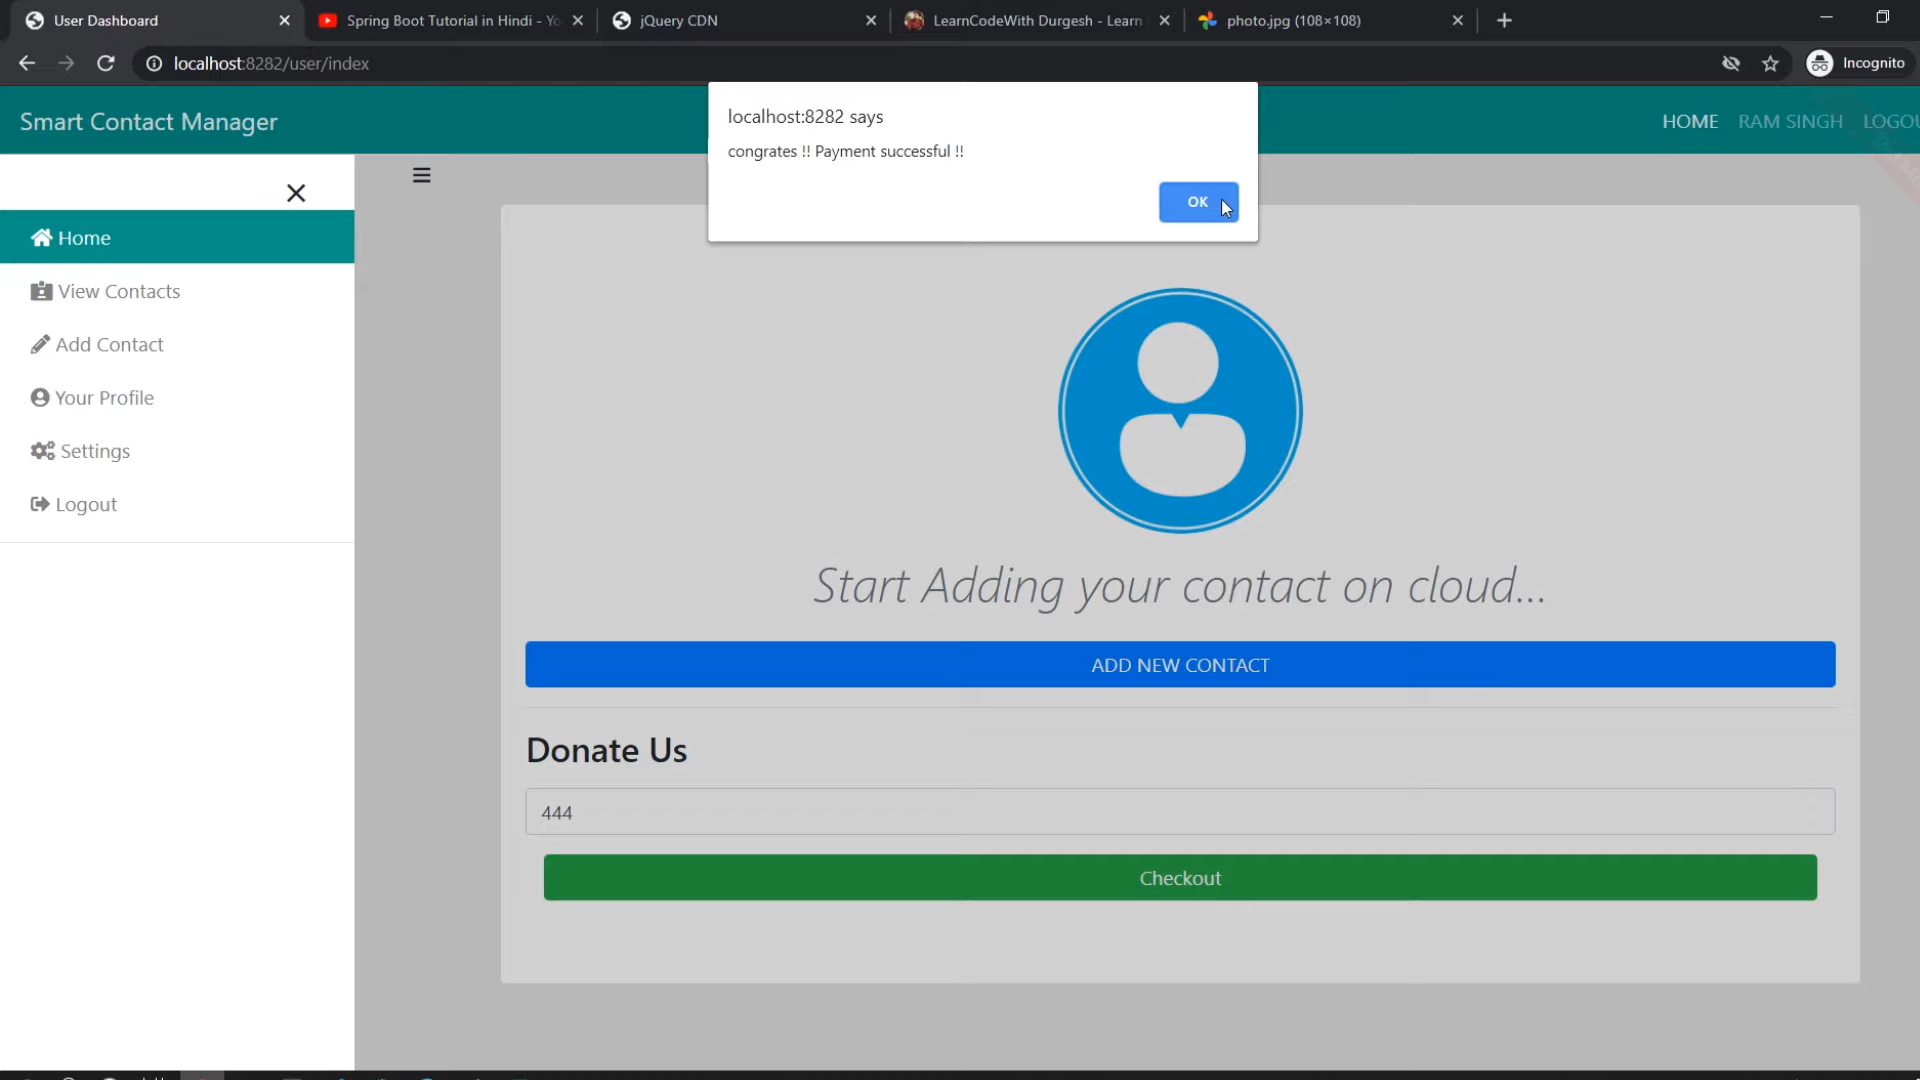 User Dashboard
Spring Boot Tutorial in Hindi - Yo
jQuery CDN
LearnCodeWith Durgesh - Learn
photo.jpg (108×108)
localhost:8282/user/index
Incognito
Smart Contact Manager
HOME
RAM SINGH
LOGOU
localhost:8282 says
congrates !! Payment successful !!
OK
Home
View Contacts
Add Contact
Your Profile
Settings
Logout
Start Adding your contact on cloud...
ADD NEW CONTACT
Donate Us
444
Checkout